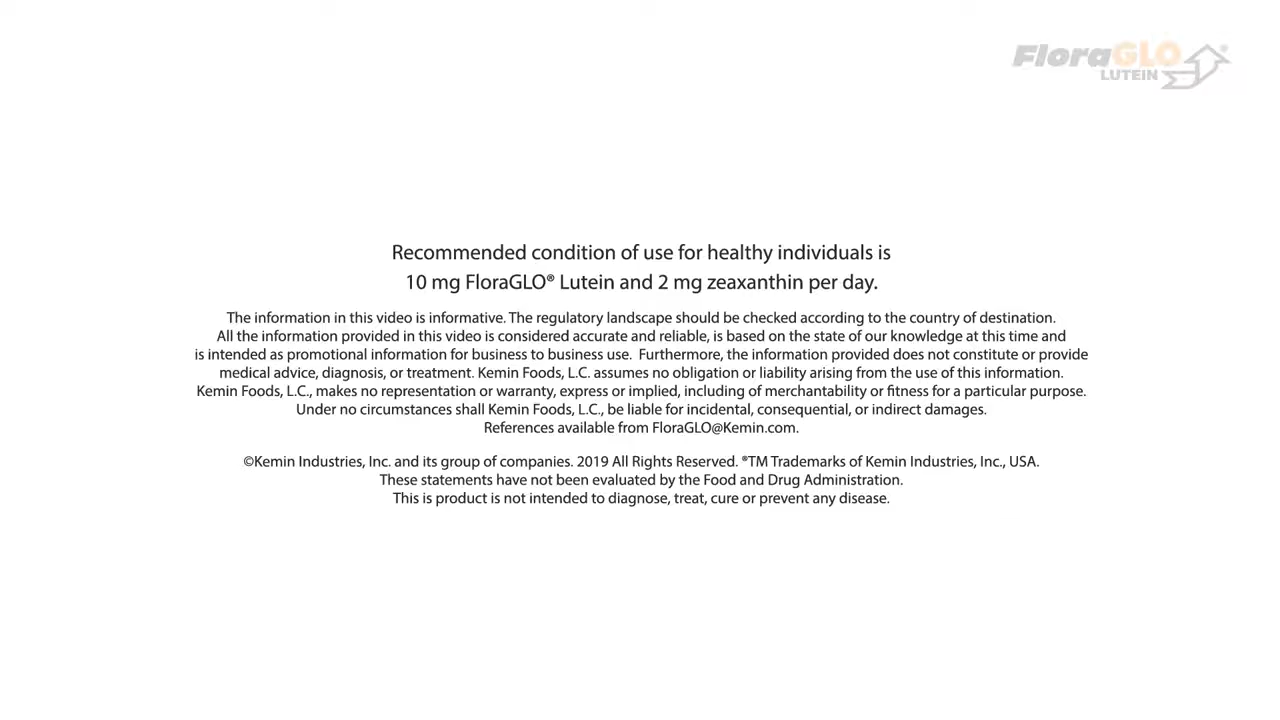 FloraGLO®
LUTEIN
Recommended condition of use for healthy individuals is
10 mg FloraGLO® Lutein and 2 mg zeaxanthin per day.
The information in this video is informative. The regulatory landscape should be checked according to the country of destination.
All the information provided in this video is considered accurate and reliable, is based on the state of our knowledge at this time and
is intended as promotional information for business to business use. Furthermore, the information provided does not constitute or provide
medical advice, diagnosis, or treatment. Kemin Foods, L.C. assumes no obligation or liability arising from the use of this information.
Kemin Foods, L.C., makes no representation or warranty, express or implied, including of merchantability or fitness for a particular purpose.
Under no circumstances shall Kemin Foods, L.C., be liable for incidental, consequential, or indirect damages.
References available from FloraGLO@Kemin.com.
©Kemin Industries, Inc. and its group of companies. 2019 All Rights Reserved. ®TM Trademarks of Kemin Industries, Inc., USA.
These statements have not been evaluated by the Food and Drug Administration.
This is product is not intended to diagnose, treat, cure or prevent any disease.